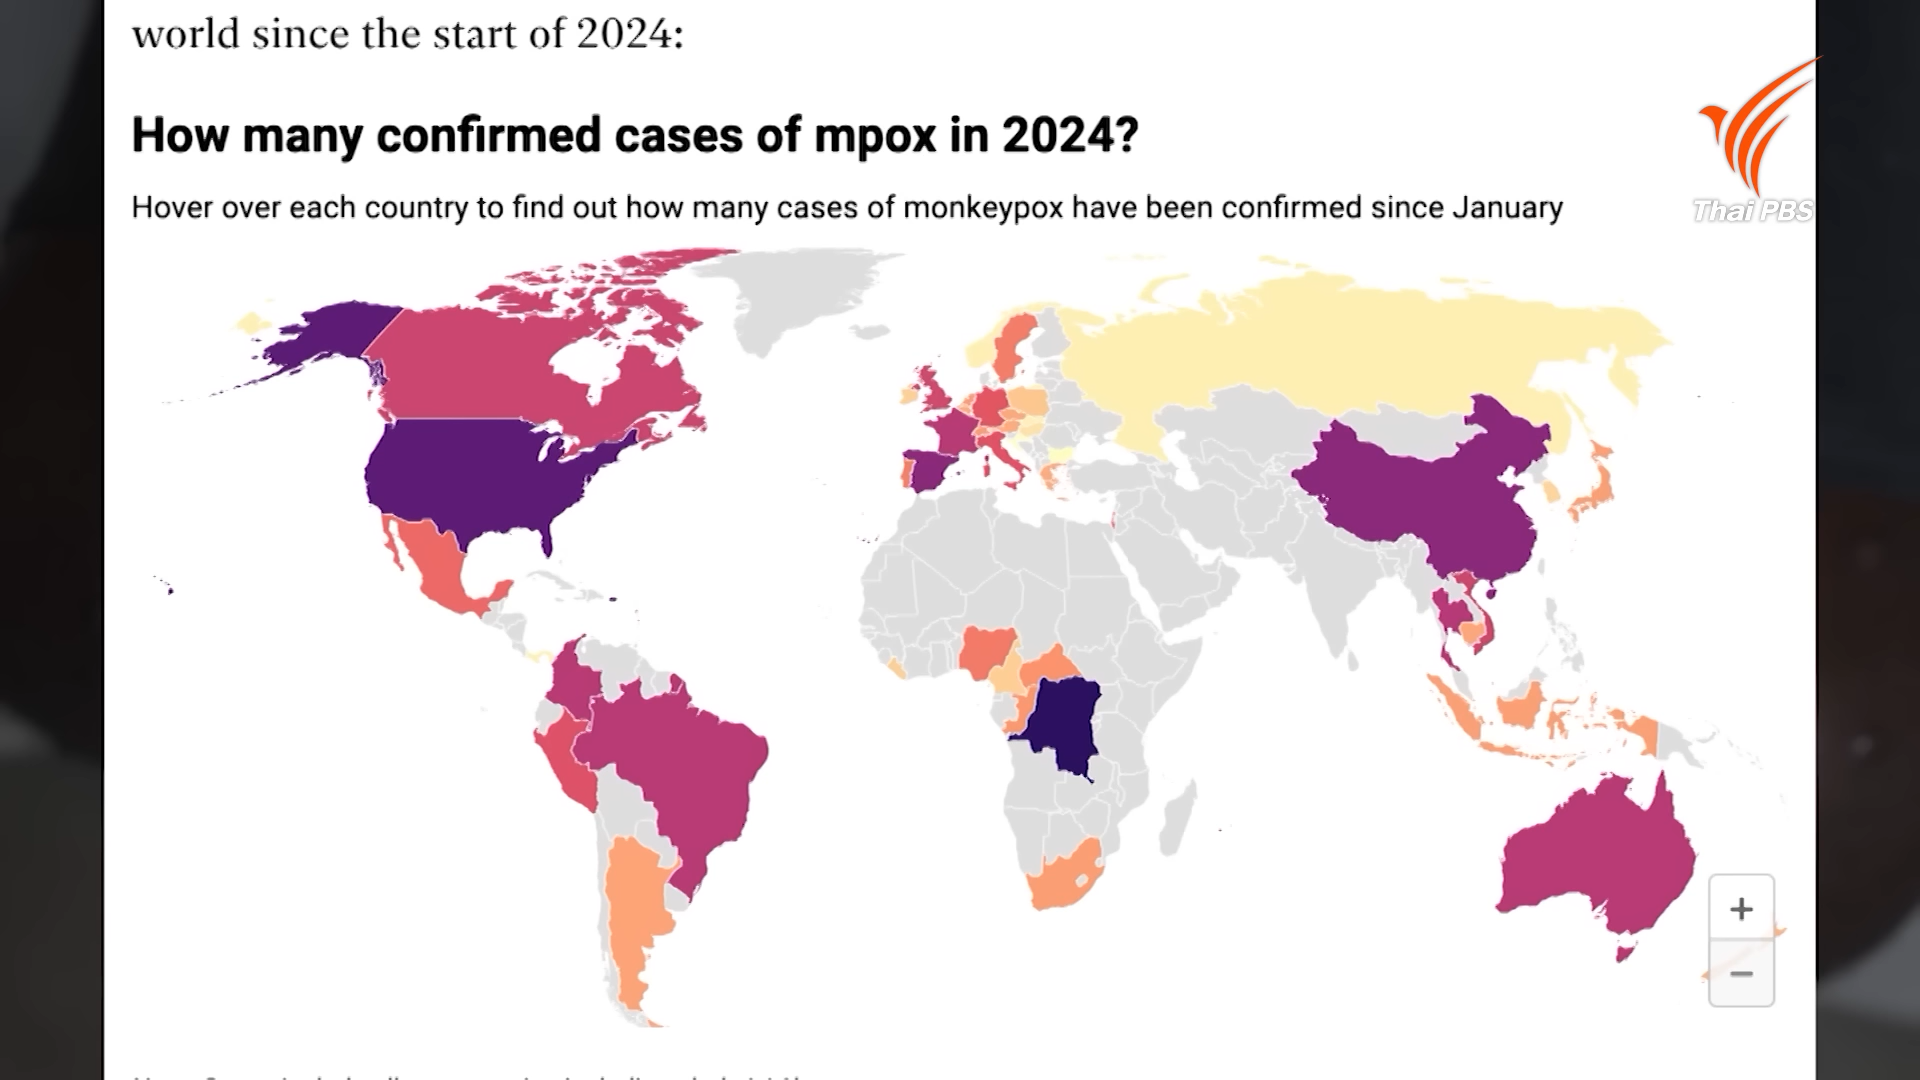 world since the start of 2024:
How many confirmed cases of mpox in 2024?
Hover over each country to find out how many cases of monkeypox have been confirmed since January
Thai PBS
+
−